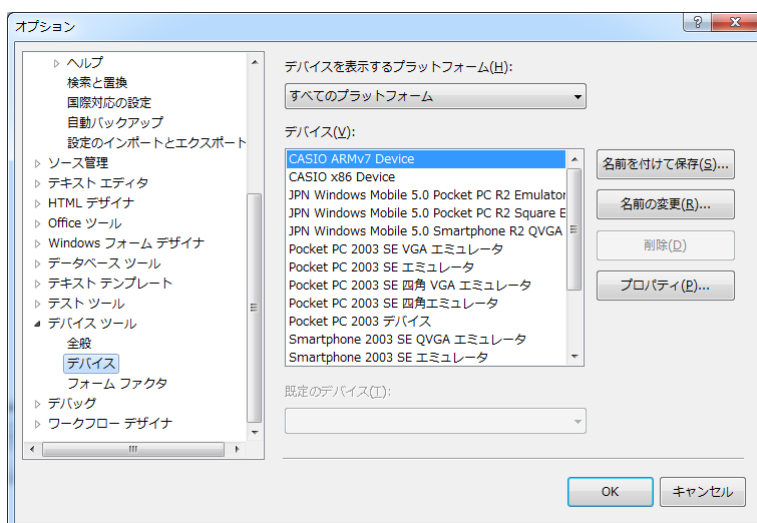 オプション
ヘルプ
検索と置換
国際対応の設定
自動バックアップ
設定のインポートとエクスポート
ソース管理
テキスト エディタ
HTML デザイナ
Office ツール
Windows フォーム デザイナ
データベース ツール
テキスト テンプレート
テスト ツール
デバイス ツール
全般
デバイス
フォーム ファクタ
デバッグ
ワークフロー デザイナ
デバイスを表示するプラットフォーム(H):
すべてのプラットフォーム
デバイス(V):
CASIO ARMv7 Device
CASIO x86 Device
JPN Windows Mobile 5.0 Pocket PC R2 Emulator
JPN Windows Mobile 5.0 Pocket PC R2 Square E
JPN Windows Mobile 5.0 Smartphone R2 QVGA
Pocket PC 2003 SE VGA エミュレータ
Pocket PC 2003 SE エミュレータ
Pocket PC 2003 SE 四角 VGA エミュレータ
Pocket PC 2003 SE 四角エミュレータ
Pocket PC 2003 デバイス
Smartphone 2003 SE QVGA エミュレータ
Smartphone 2003 SE エミュレータ
名前を付けて保存(S)...
名前の変更(R)...
削除(D)
プロパティ(P)...
既定のデバイス(T):
OK
キャンセル